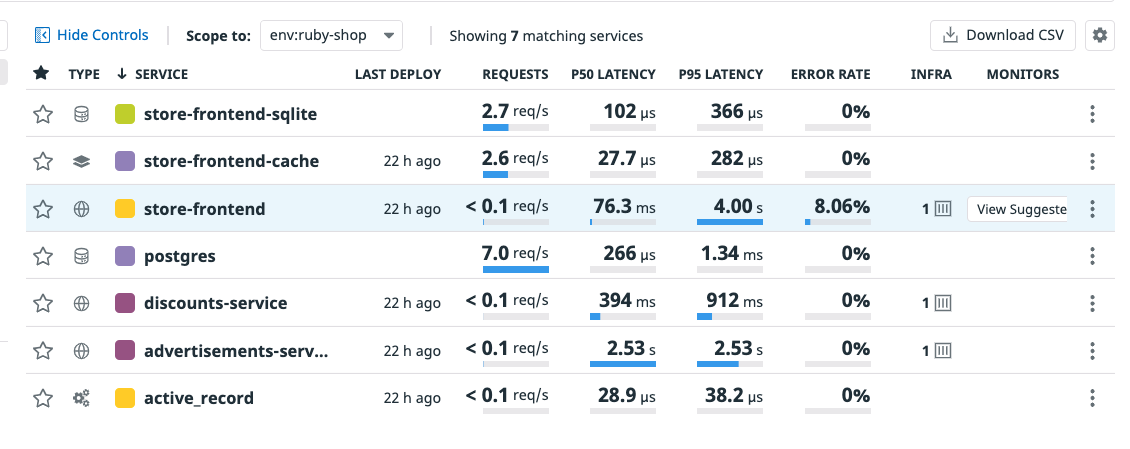 Hide Controls Scope to: env:ruby-shop Showing 7 matching services Download CSV
TYPE SERVICE LAST DEPLOY REQUESTS P50 LATENCY P95 LATENCY ERROR RATE INFRA MONITORS
store-frontend-sqlite 2.7 req/s 102 µs 366 µs 0%
store-frontend-cache 22 h ago 2.6 req/s 27.7 µs 282 µs 0%
store-frontend 22 h ago < 0.1 req/s 76.3 ms 4.00 s 8.06% 1 View Suggeste
postgres 7.0 req/s 266 µs 1.34 ms 0%
discounts-service 22 h ago < 0.1 req/s 394 ms 912 ms 0% 1
advertisements-serv... 22 h ago < 0.1 req/s 2.53 s 2.53 s 0% 1
active_record 22 h ago < 0.1 req/s 28.9 µs 38.2 µs 0%